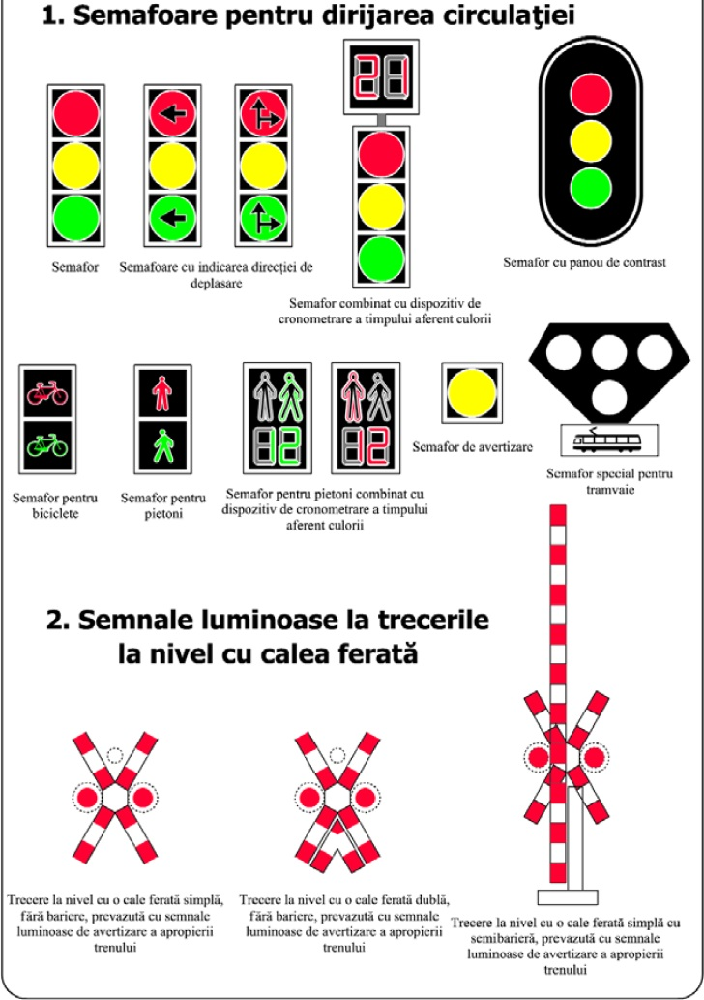 1. Semafoare pentru dirijarea circulaţiei
21
Semafor
Semafoare cu indicarea direcției de
deplasare
Semafor combinat cu dispozitiv de
cronometrare a timpului aferent culorii
Semafor cu panou de contrast
12
12
Semafor pentru
biciclete
Semafor pentru
pietoni
Semafor pentru pietoni combinat cu
dispozitiv de cronometrare a timpului
aferent culorii
Semafor de avertizare
Semafor special pentru
tramvaie
2. Semnale luminoase la trecerile
la nivel cu calea ferată
Trecere la nivel cu o cale ferată simplă,
fără bariere, prevazută cu semnale
luminoase de avertizare a apropierii
trenului
Trecere la nivel cu o cale ferată dublă,
fără bariere, prevazută cu semnale
luminoase de avertizare a apropierii
trenului
Trecere la nivel cu o cale ferată simplă cu
semibarieră, prevazută cu semnale
luminoase de avertizare a apropierii
trenului